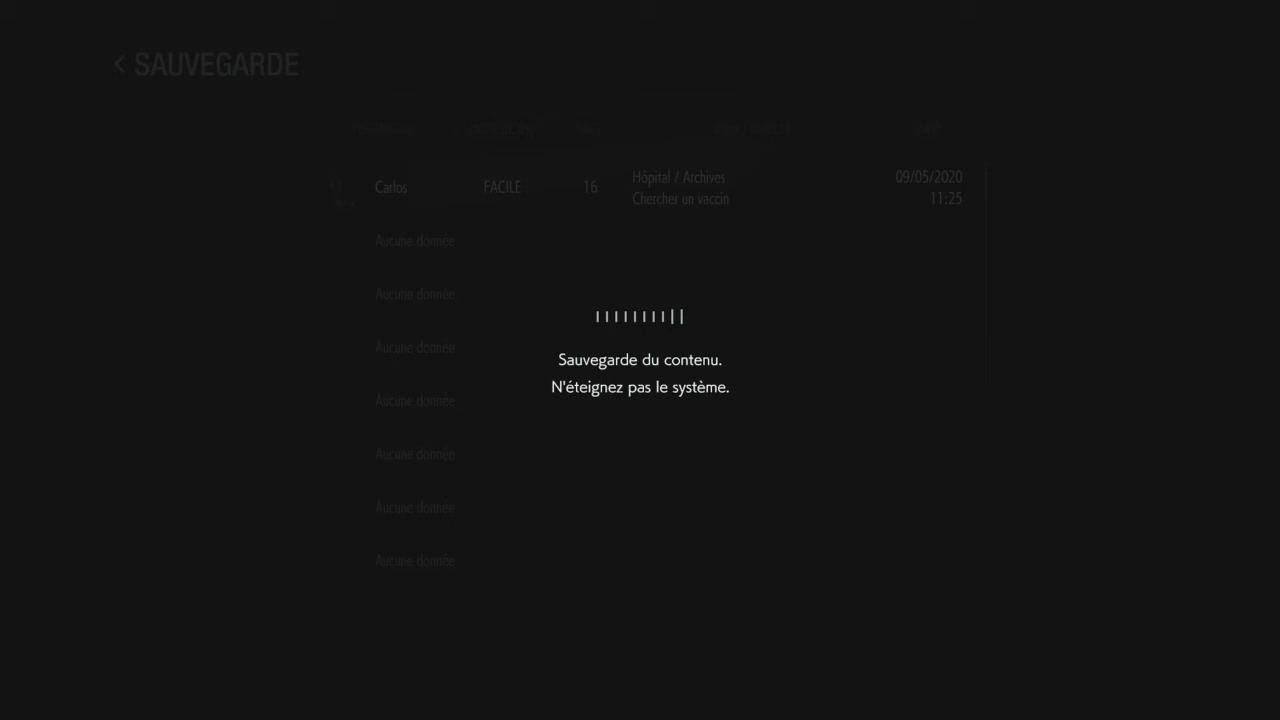 < SAUVEGARDE
Carlos FACILE 16 Hôpital / Archives 09/05/2020
Chercher un vaccin 11:25
Aucune donnée
Aucune donnée
Sauvegarde du contenu.
Aucune donnée
N'éteignez pas le système.
Aucune donnée
Aucune donnée
Aucune donnée
Aucune donnée